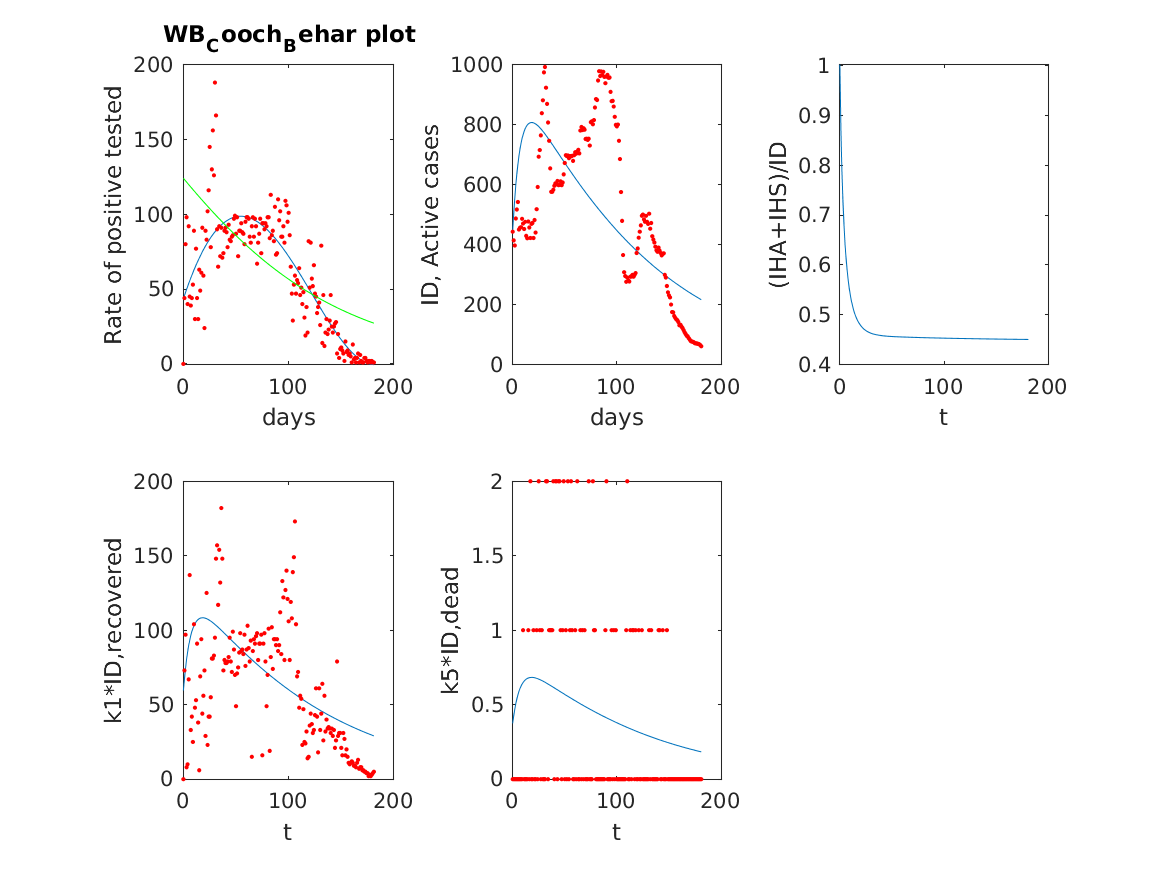 WB_Cooch_Behar plot
200
150
100
50
0
0 100 200
days
Rate of positive tested
1000
800
600
400
200
0
0 100 200
days
ID, Active cases
1
0.9
0.8
0.7
0.6
0.5
0.4
0 100 200
t
(IHA+IHS)/ID
200
150
100
50
0
0 100 200
t
k1*ID,recovered
2
1.5
1
0.5
0
0 100 200
t
k5*ID,dead